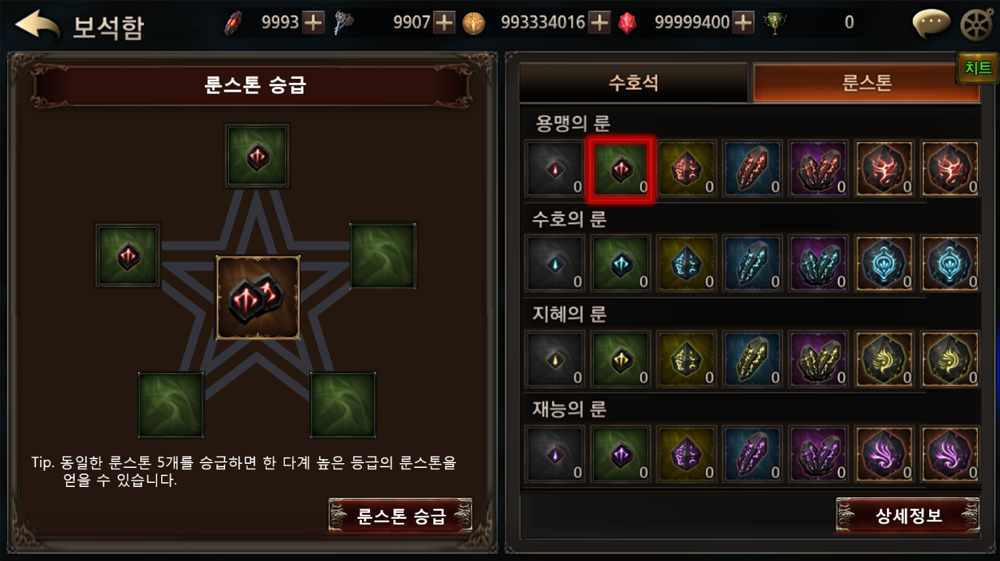 보석함
9993
9907
993334016
99999400
0
룬스톤 승급
Tip. 동일한 룬스톤 5개를 승급하면 한 다계 높은 등급의 룬스톤을
얻을 수 있습니다.
룬스톤 승급
치트
수호석 룬스톤
용맹의 룬
0 0 0 0 0 0 0
수호의 룬
0 0 0 0 0 0 0
지혜의 룬
0 0 0 0 0 0 0
재능의 룬
0 0 0 0 0 0 0
상세정보